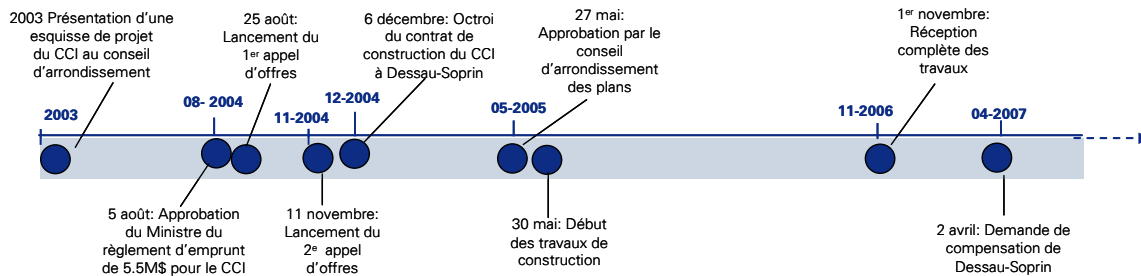 2003 Présentation d'une
esquisse de projet
du CCI au conseil
d'arrondissement
25 août:
Lancement du
1er appel
d'offres
6 décembre: Octroi
du contrat de
construction du CCI
à Dessau-Soprin
27 mai:
Approbation par le
conseil
d'arrondissement
des plans
1er novembre:
Réception
complète des
travaux
2003
08- 2004
11-2004
12-2004
05-2005
11-2006
04-2007
5 août: Approbation
du Ministre du
règlement d'emprunt
de 5.5M$ pour le CCI
11 novembre:
Lancement du
2e appel
d'offres
30 mai: Début
des travaux de
construction
2 avril: Demande de
compensation de
Dessau-Soprin